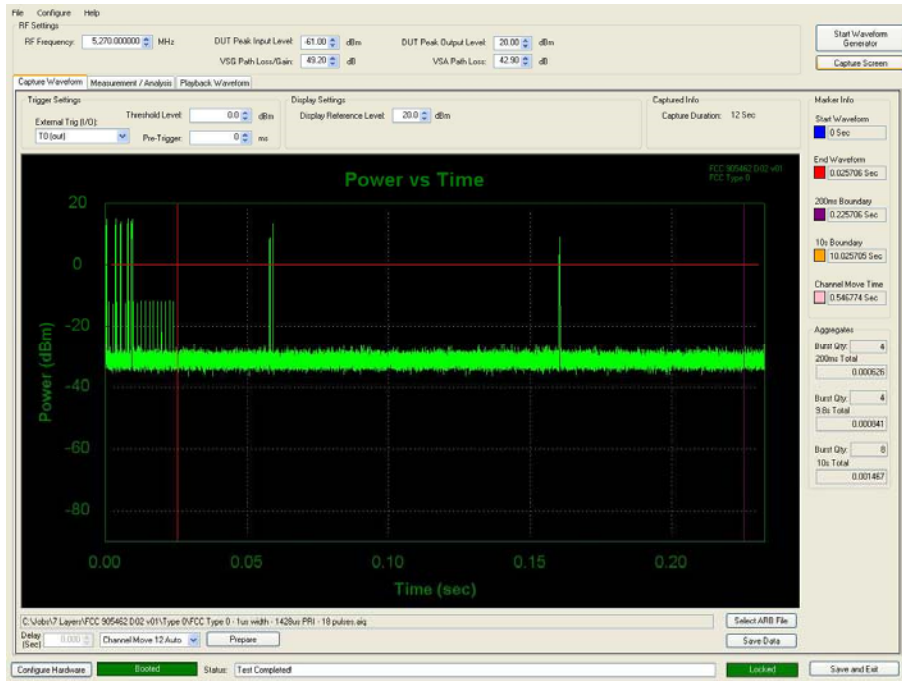 File Configure Help
RF Settings
RF Frequency: 5,270.000000 MHz DUT Peak Input Level: -61.00 dBm DUT Peak Output Level: 20.00 dBm
VSG Path Loss/Gain: 49.20 dB VSA Path Loss: 42.90 dB
Start Waveform Generator
Capture Screen
Capture Waveform Measurement / Analysis Playback Waveform
Trigger Settings
External Trig (I/O): T0 (out)
Threshold Level: 0.0 dBm
Pre-Trigger: 0 ms
Display Settings
Display Reference Level: 20.0 dBm
Captured Info
Capture Duration: 12 Sec
Power vs Time
FCC 905462 D02 v01
FCC Type 0
Power (dBm)
20
0
-20
-40
-60
-80
0.00 0.05 0.10 0.15 0.20
Time (sec)
Marker Info
Start Waveform
0 Sec
End Waveform
0.025706 Sec
200ms Boundary
0.225706 Sec
10s Boundary
10.025705 Sec
Channel Move Time
0.546774 Sec
Aggregates
Burst Qty: 4
200ms Total
0.000626
Burst Qty: 4
9.8s Total
0.000841
Burst Qty: 8
10s Total
0.001467
C:\Jobs\7 Layers\FCC 905462 D02 v01\Type 0\FCC Type 0 - 1us width - 1428us PRI - 18 pulses.aiq
Select ARB File
Delay (Sec) 0.000 Channel Move 12 Auto Prepare
Save Data
Configure Hardware Booted Status: Test Completed! Locked Save and Exit